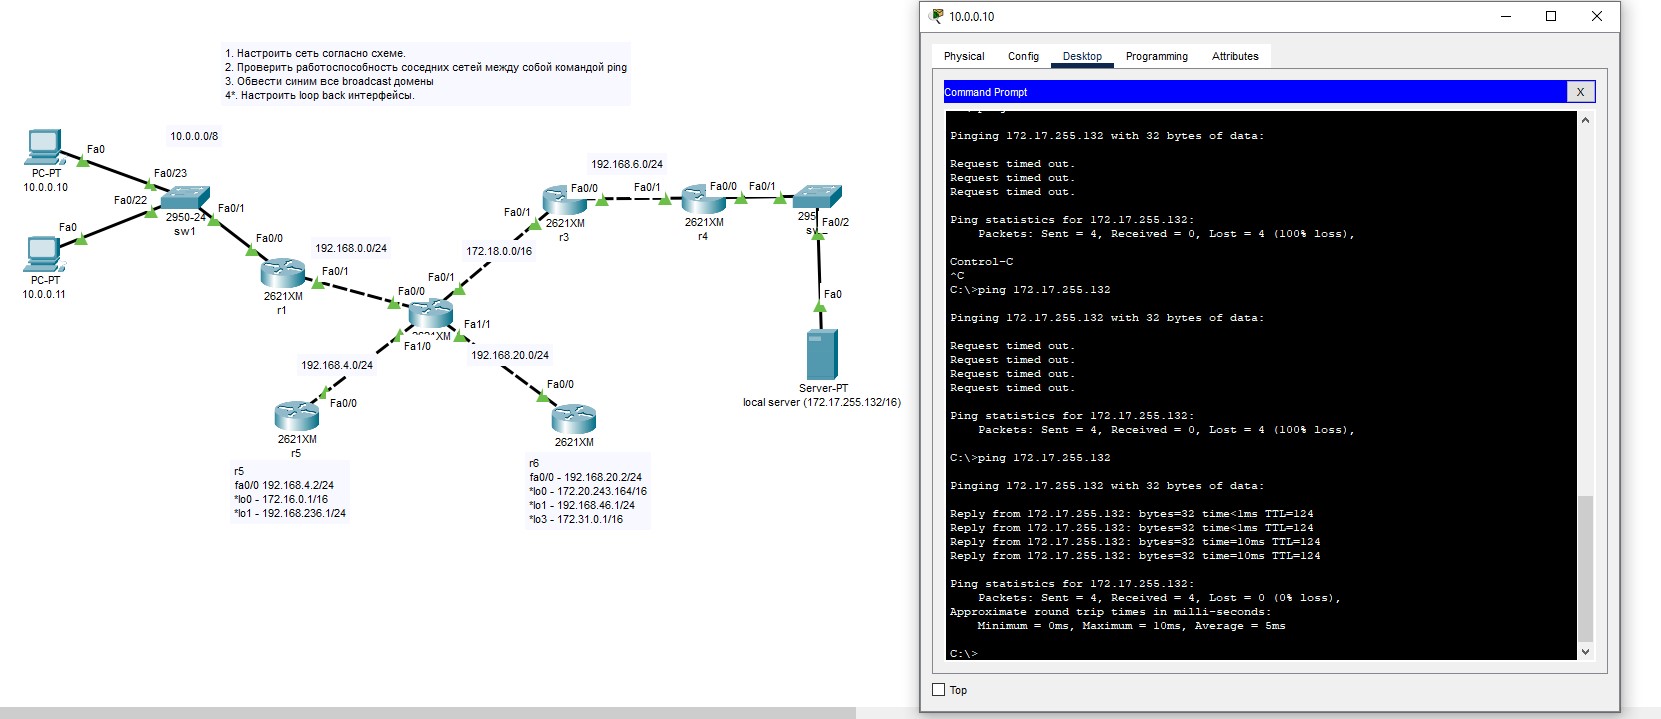 1. Настроить сеть согласно схеме.
2. Проверить работоспособность соседних сетей между собой командой ping
3. Обвести синим все broadcast домены
4*. Настроить loop back интерфейсы.
10.0.0.0/8
Fa0
PC-PT
10.0.0.10
Fa0/23
Fa0/22
Fa0/1
2950-24
sw1
Fa0
PC-PT
10.0.0.11
Fa0/0
192.168.0.0/24
Fa0/1
2621XM
r1
192.168.6.0/24
Fa0/0
Fa0/1
Fa0/0
Fa0/1
Fa0/1
2621XM
r3
2621XM
r4
295
Fa0/2
172.18.0.0/16
Fa0/1
Fa0/0
2621XM
Fa1/1
Fa1/0
192.168.4.0/24
192.168.20.0/24
Fa0
Fa0/0
Fa0/0
Server-PT
local server (172.17.255.132/16)
2621XM
r5
2621XM
r5
fa0/0 192.168.4.2/24
*lo0 - 172.16.0.1/16
*lo1 - 192.168.236.1/24
r6
fa0/0 - 192.168.20.2/24
*lo0 - 172.20.243.164/16
*lo1 - 192.168.46.1/24
*lo3 - 172.31.0.1/16
10.0.0.10
Physical Config Desktop Programming Attributes
Command Prompt
X
Pinging 172.17.255.132 with 32 bytes of data:
Request timed out.
Request timed out.
Request timed out.
Ping statistics for 172.17.255.132:
Packets: Sent = 4, Received = 0, Lost = 4 (100% loss),
Control-C
^C
C:\>ping 172.17.255.132
Pinging 172.17.255.132 with 32 bytes of data:
Request timed out.
Request timed out.
Request timed out.
Request timed out.
Ping statistics for 172.17.255.132:
Packets: Sent = 4, Received = 0, Lost = 4 (100% loss),
C:\>ping 172.17.255.132
Pinging 172.17.255.132 with 32 bytes of data:
Reply from 172.17.255.132: bytes=32 time<1ms TTL=124
Reply from 172.17.255.132: bytes=32 time<1ms TTL=124
Reply from 172.17.255.132: bytes=32 time=10ms TTL=124
Reply from 172.17.255.132: bytes=32 time=10ms TTL=124
Ping statistics for 172.17.255.132:
Packets: Sent = 4, Received = 4, Lost = 0 (0% loss),
Approximate round trip times in milli-seconds:
Minimum = 0ms, Maximum = 10ms, Average = 5ms
C:\>
Top